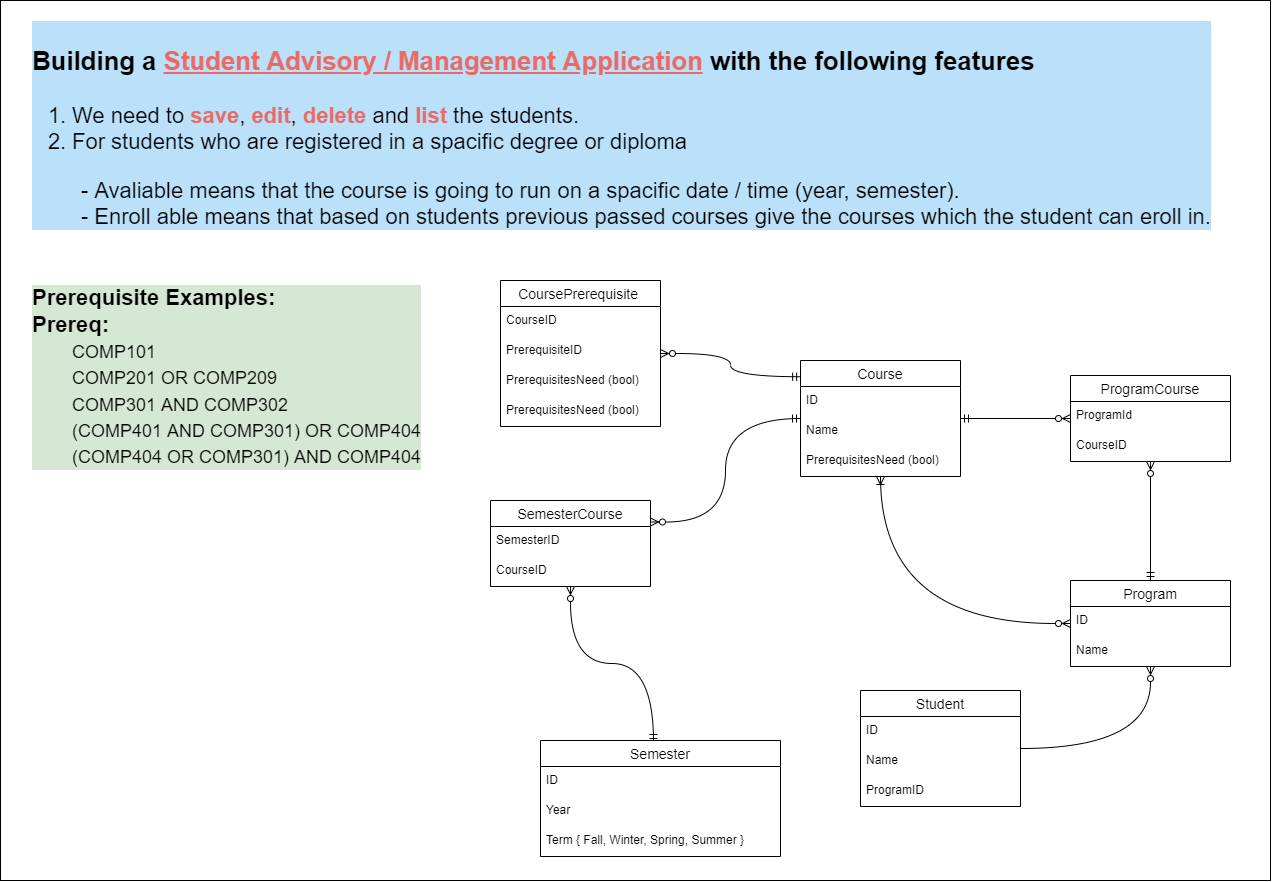 Building a Student Advisory / Management Application with the following features
1. We need to save, edit, delete and list the students.
2. For students who are registered in a spacific degree or diploma
- Avaliable means that the course is going to run on a spacific date / time (year, semester).
- Enroll able means that based on students previous passed courses give the courses which the student can eroll in.
Prerequisite Examples:
Prereq:
COMP101
COMP201 OR COMP209
COMP301 AND COMP302
(COMP401 AND COMP301) OR COMP404
(COMP404 OR COMP301) AND COMP404
CoursePrerequisite
CourseID
PrerequisiteID
PrerequisitesNeed (bool)
PrerequisitesNeed (bool)
Course
ID
Name
PrerequisitesNeed (bool)
ProgramCourse
ProgramId
CourseID
SemesterCourse
SemesterID
CourseID
Program
ID
Name
Student
ID
Name
ProgramID
Semester
ID
Year
Term { Fall, Winter, Spring, Summer }